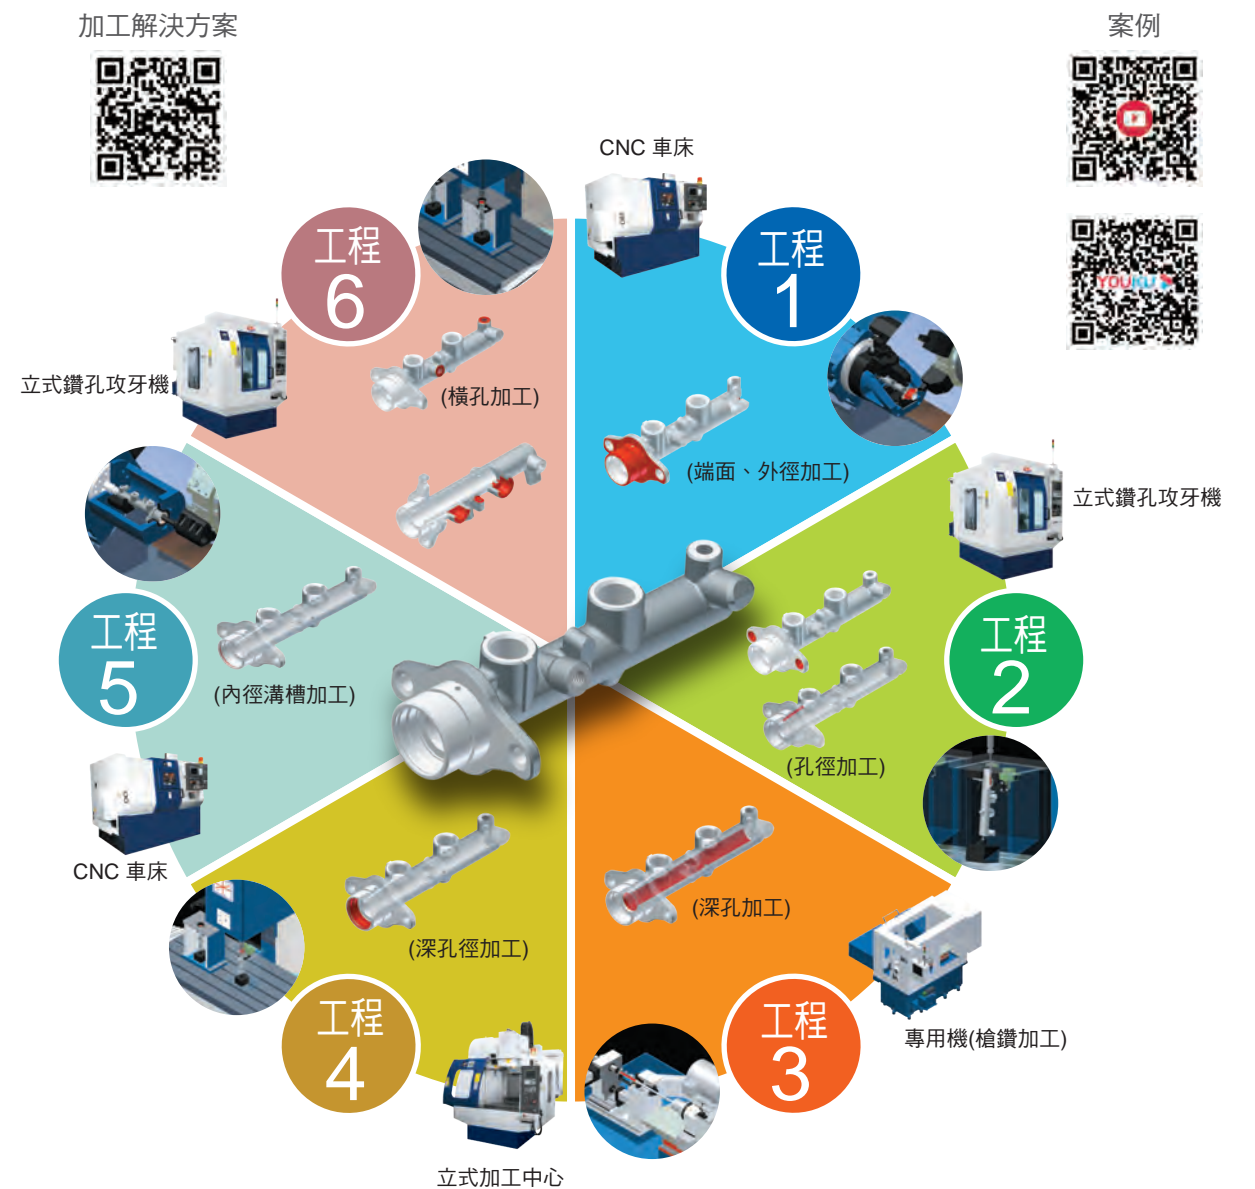 加工解決方案
案例
CNC 車床
工程
1
(端面、外徑加工)
立式鑽孔攻牙機
工程
2
(孔徑加工)
專用機(槍鑽加工)
工程
3
(深孔加工)
立式加工中心
工程
4
(深孔徑加工)
CNC 車床
工程
5
(內徑溝槽加工)
立式鑽孔攻牙機
工程
6
(橫孔加工)
YOUKU